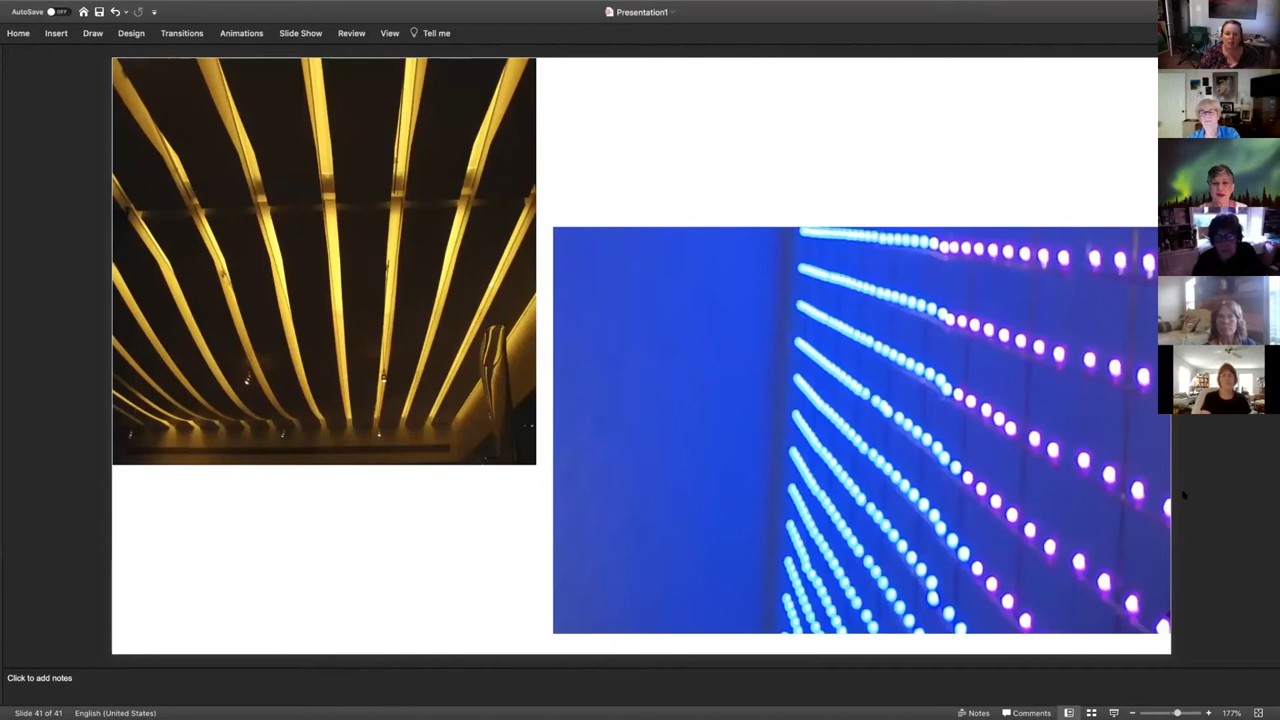 AutoSave OFF
Presentation1
Home Insert Draw Design Transitions Animations Slide Show Review View Tell me
Click to add notes
Slide 41 of 41 English (United States) Notes Comments 177%